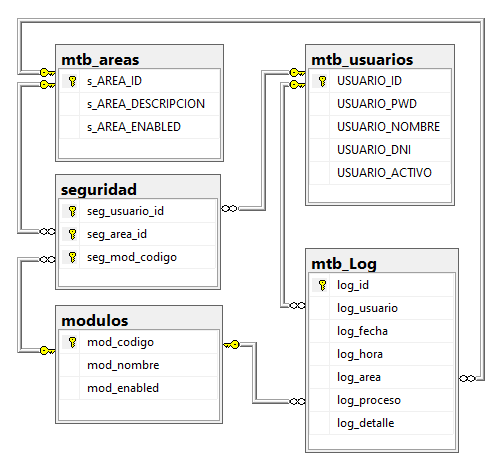 mtb_areas
s_AREA_ID
s_AREA_DESCRIPCION
s_AREA_ENABLED
mtb_usuarios
USUARIO_ID
USUARIO_PWD
USUARIO_NOMBRE
USUARIO_DNI
USUARIO_ACTIVO
seguridad
seg_usuario_id
seg_area_id
seg_mod_codigo
mtb_Log
log_id
log_usuario
log_fecha
log_hora
log_area
log_proceso
log_detalle
modulos
mod_codigo
mod_nombre
mod_enabled